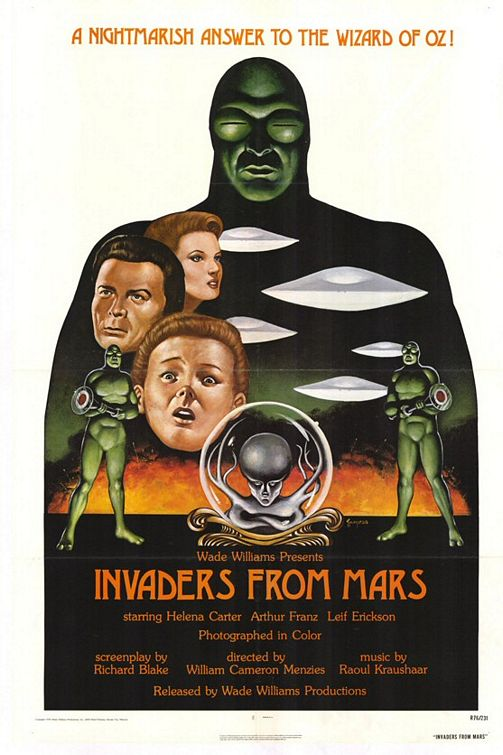 A NIGHTMARISH ANSWER TO THE WIZARD OF OZ!
Wade Williams Presents
INVADERS FROM MARS
starring Helena Carter Arthur Franz Leif Erickson
Photographed in Color
screenplay by directed by music by
Richard Blake William Cameron Menzies Raoul Kraushaar
Released by Wade Williams Productions
R76/231
"INVADERS FROM MARS"